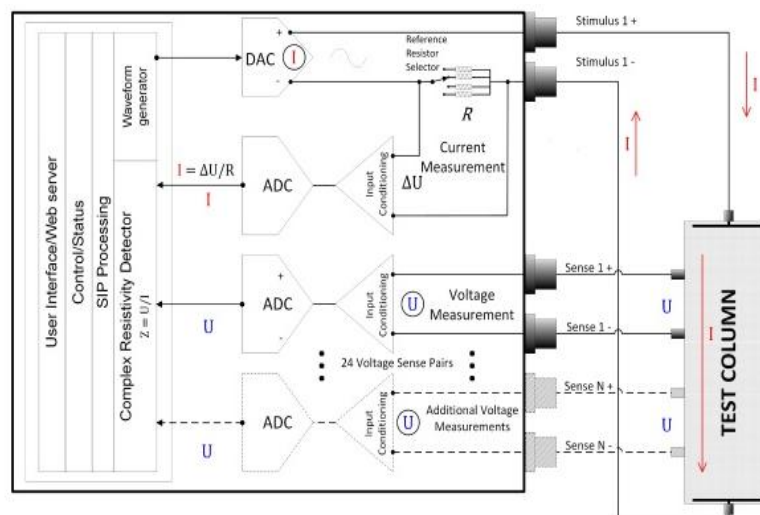 User Interface/Web server
Control/Status
SIP Processing
Waveform
generator
Complex Resistivity Detector
Z = U/I
DAC
+
-
I
Reference
Resistor
Selector
R
Stimulus 1 +
Stimulus 1 -
I
I
Current
Measurement
I = ΔU/R
I
ADC
Input
Conditioning
ΔU
U
ADC
+
-
Input
Conditioning
U
Voltage
Measurement
Sense 1 +
Sense 1 -
U
24 Voltage Sense Pairs
U
ADC
Input
Conditioning
U
Additional Voltage
Measurements
Sense N +
Sense N -
U
I
TEST COLUMN